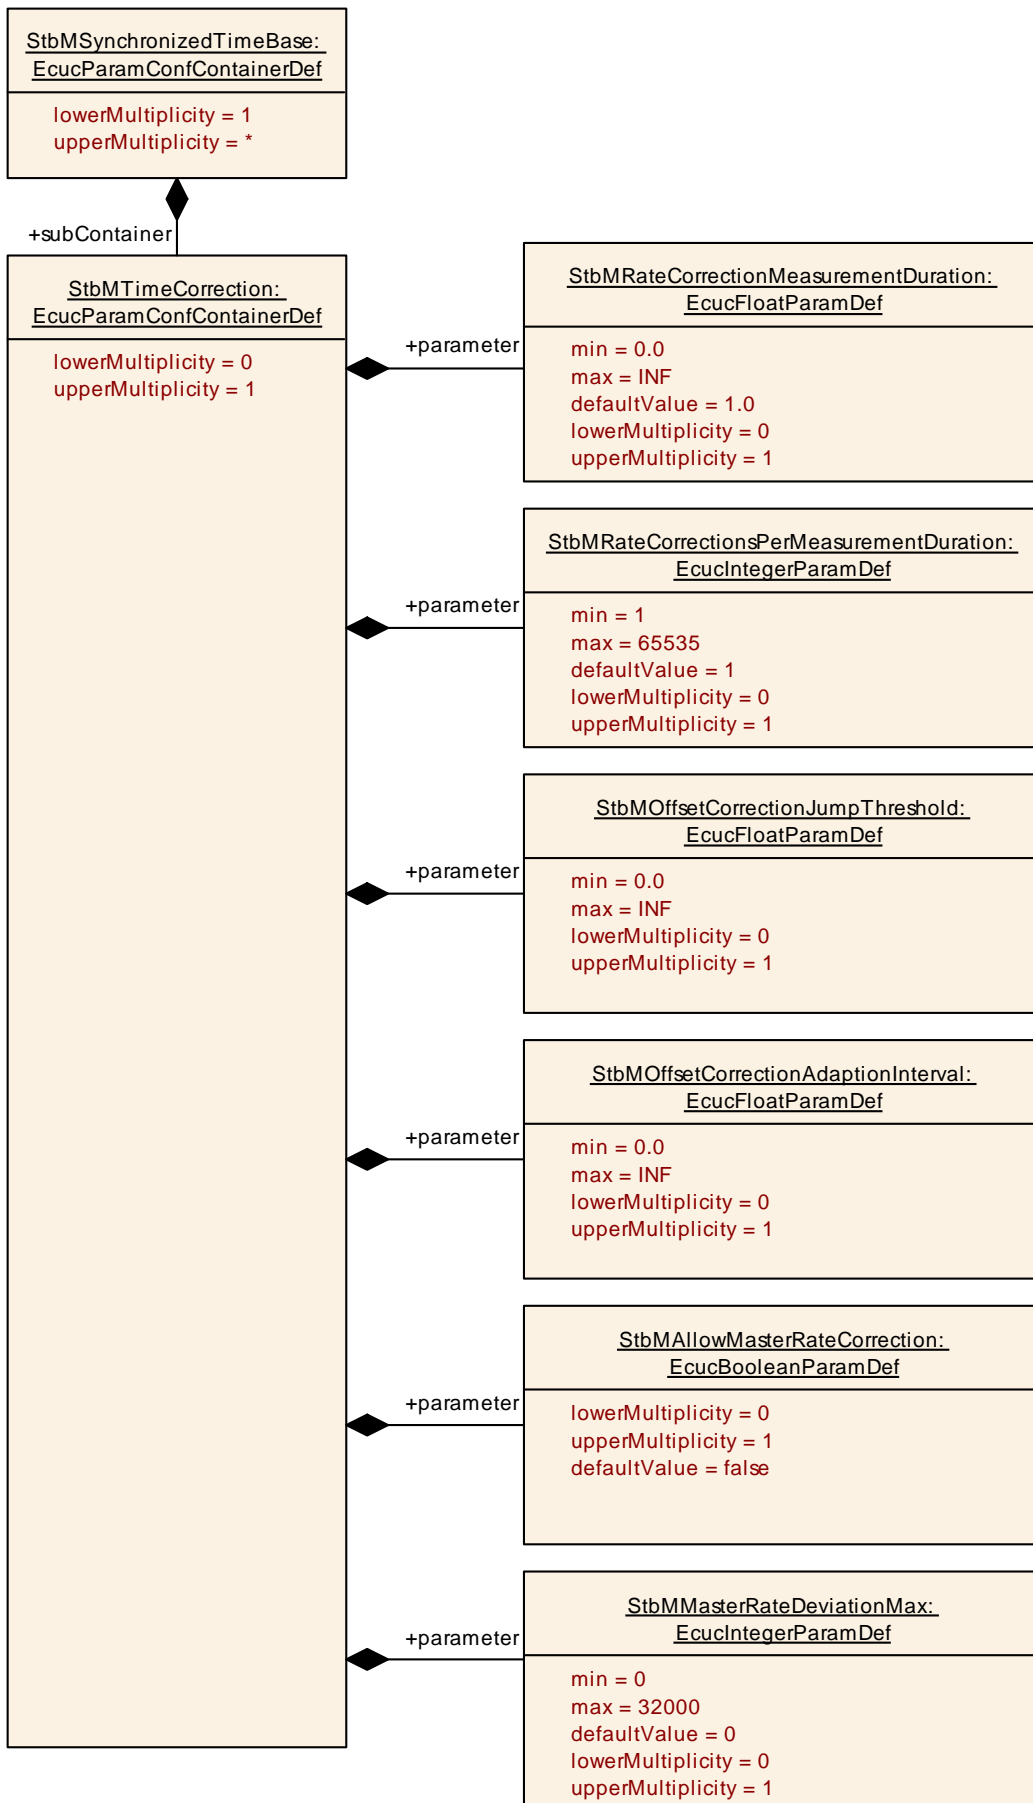 StbMSynchronizedTimeBase:
EcucParamConfContainerDef
lowerMultiplicity = 1
upperMultiplicity = *
+subContainer
StbMTimeCorrection:
EcucParamConfContainerDef
lowerMultiplicity = 0
upperMultiplicity = 1
+parameter
StbMRateCorrectionMeasurementDuration:
EcucFloatParamDef
min = 0.0
max = INF
defaultValue = 1.0
lowerMultiplicity = 0
upperMultiplicity = 1
+parameter
StbMRateCorrectionsPerMeasurementDuration:
EcucIntegerParamDef
min = 1
max = 65535
defaultValue = 1
lowerMultiplicity = 0
upperMultiplicity = 1
+parameter
StbMOffsetCorrectionJumpThreshold:
EcucFloatParamDef
min = 0.0
max = INF
lowerMultiplicity = 0
upperMultiplicity = 1
+parameter
StbMOffsetCorrectionAdaptionInterval:
EcucFloatParamDef
min = 0.0
max = INF
lowerMultiplicity = 0
upperMultiplicity = 1
+parameter
StbMAllowMasterRateCorrection:
EcucBooleanParamDef
lowerMultiplicity = 0
upperMultiplicity = 1
defaultValue = false
+parameter
StbMMasterRateDeviationMax:
EcucIntegerParamDef
min = 0
max = 32000
defaultValue = 0
lowerMultiplicity = 0
upperMultiplicity = 1